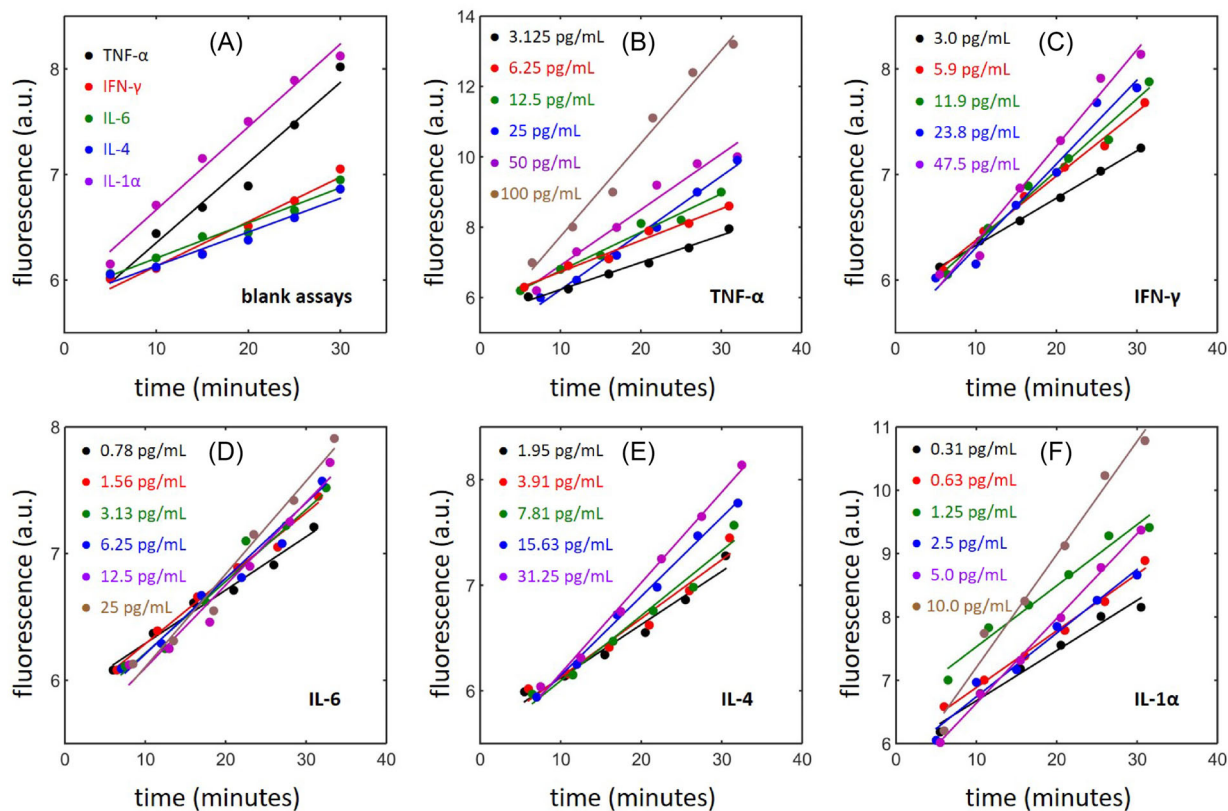 (A)
TNF-α
IFN-γ
IL-6
IL-4
IL-1α
blank assays
fluorescence (a.u.)
8
7
6
5
0
10
20
30
40
time (minutes)
(B)
3.125 pg/mL
6.25 pg/mL
12.5 pg/mL
25 pg/mL
50 pg/mL
100 pg/mL
TNF-α
fluorescence (a.u.)
14
12
10
8
6
4
0
10
20
30
40
time (minutes)
(C)
3.0 pg/mL
5.9 pg/mL
11.9 pg/mL
23.8 pg/mL
47.5 pg/mL
IFN-γ
fluorescence (a.u.)
8
7
6
5
0
10
20
30
40
time (minutes)
(D)
0.78 pg/mL
1.56 pg/mL
3.13 pg/mL
6.25 pg/mL
12.5 pg/mL
25 pg/mL
IL-6
fluorescence (a.u.)
8
7
6
0
10
20
30
40
time (minutes)
(E)
1.95 pg/mL
3.91 pg/mL
7.81 pg/mL
15.63 pg/mL
31.25 pg/mL
IL-4
fluorescence (a.u.)
8
7
6
0
10
20
30
40
time (minutes)
(F)
0.31 pg/mL
0.63 pg/mL
1.25 pg/mL
2.5 pg/mL
5.0 pg/mL
10.0 pg/mL
IL-1α
fluorescence (a.u.)
11
10
9
8
7
6
0
10
20
30
40
time (minutes)